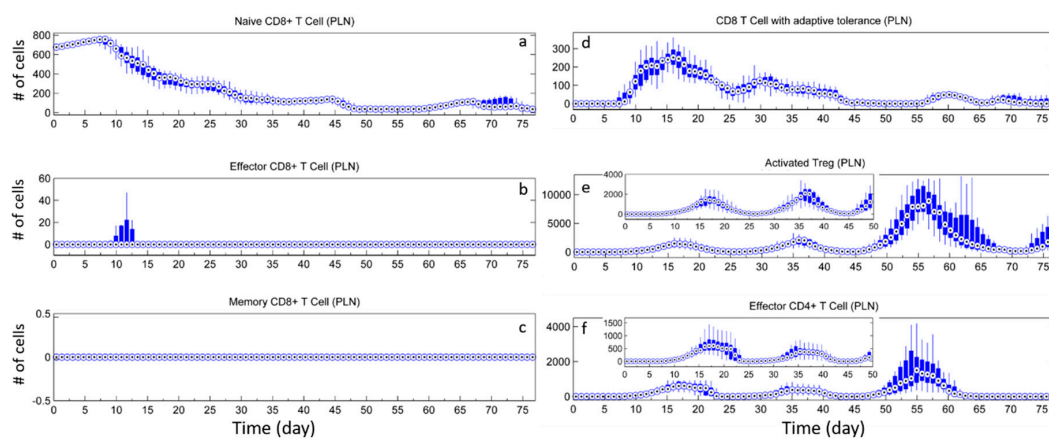 Naive CD8+ T Cell (PLN)
# of cells
800
600
400
200
0
a
0 5 10 15 20 25 30 35 40 45 50 55 60 65 70 75
Effector CD8+ T Cell (PLN)
# of cells
60
40
20
0
b
0 5 10 15 20 25 30 35 40 45 50 55 60 65 70 75
Memory CD8+ T Cell (PLN)
# of cells
0.5
0
-0.5
c
0 5 10 15 20 25 30 35 40 45 50 55 60 65 70 75
Time (day)
CD8 T Cell with adaptive tolerance (PLN)
d
300
200
100
0
0 5 10 15 20 25 30 35 40 45 50 55 60 65 70 75
Activated Treg (PLN)
e
10000
5000
0
4000
2000
0
0 5 10 15 20 25 30 35 40 45 50
0 5 10 15 20 25 30 35 40 45 50 55 60 65 70 75
Effector CD4+ T Cell (PLN)
f
4000
2000
0
1500
1000
500
0
0 5 10 15 20 25 30 35 40 45 50
0 5 10 15 20 25 30 35 40 45 50 55 60 65 70 75
Time (day)